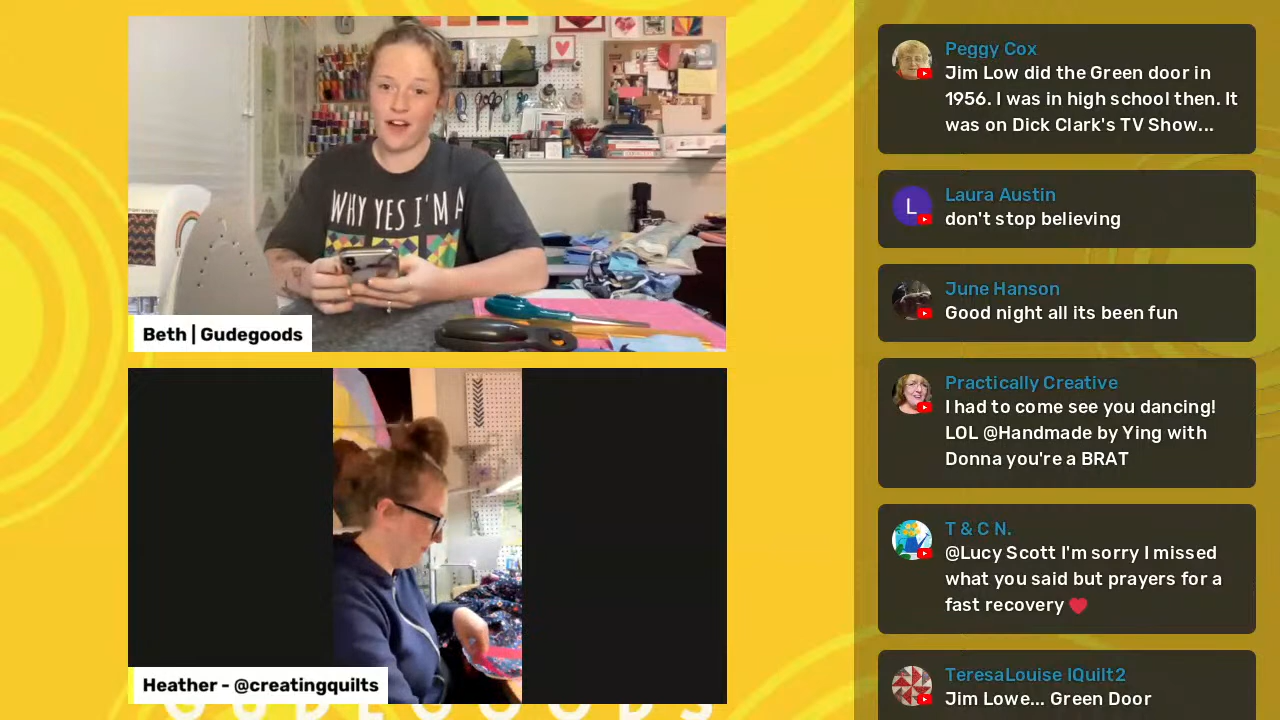 WHY YES I'M A
Beth | Gudegoods
Heather - @creatingquilts
GUDEGOODS
Peggy Cox
Jim Low did the Green door in
1956. I was in high school then. It
was on Dick Clark's TV Show...
L
Laura Austin
don't stop believing
June Hanson
Good night all its been fun
Practically Creative
I had to come see you dancing!
LOL @Handmade by Ying with
Donna you're a BRAT
T & C N.
@Lucy Scott I'm sorry I missed
what you said but prayers for a
fast recovery ❤️
TeresaLouise IQuilt2
Jim Lowe... Green Door